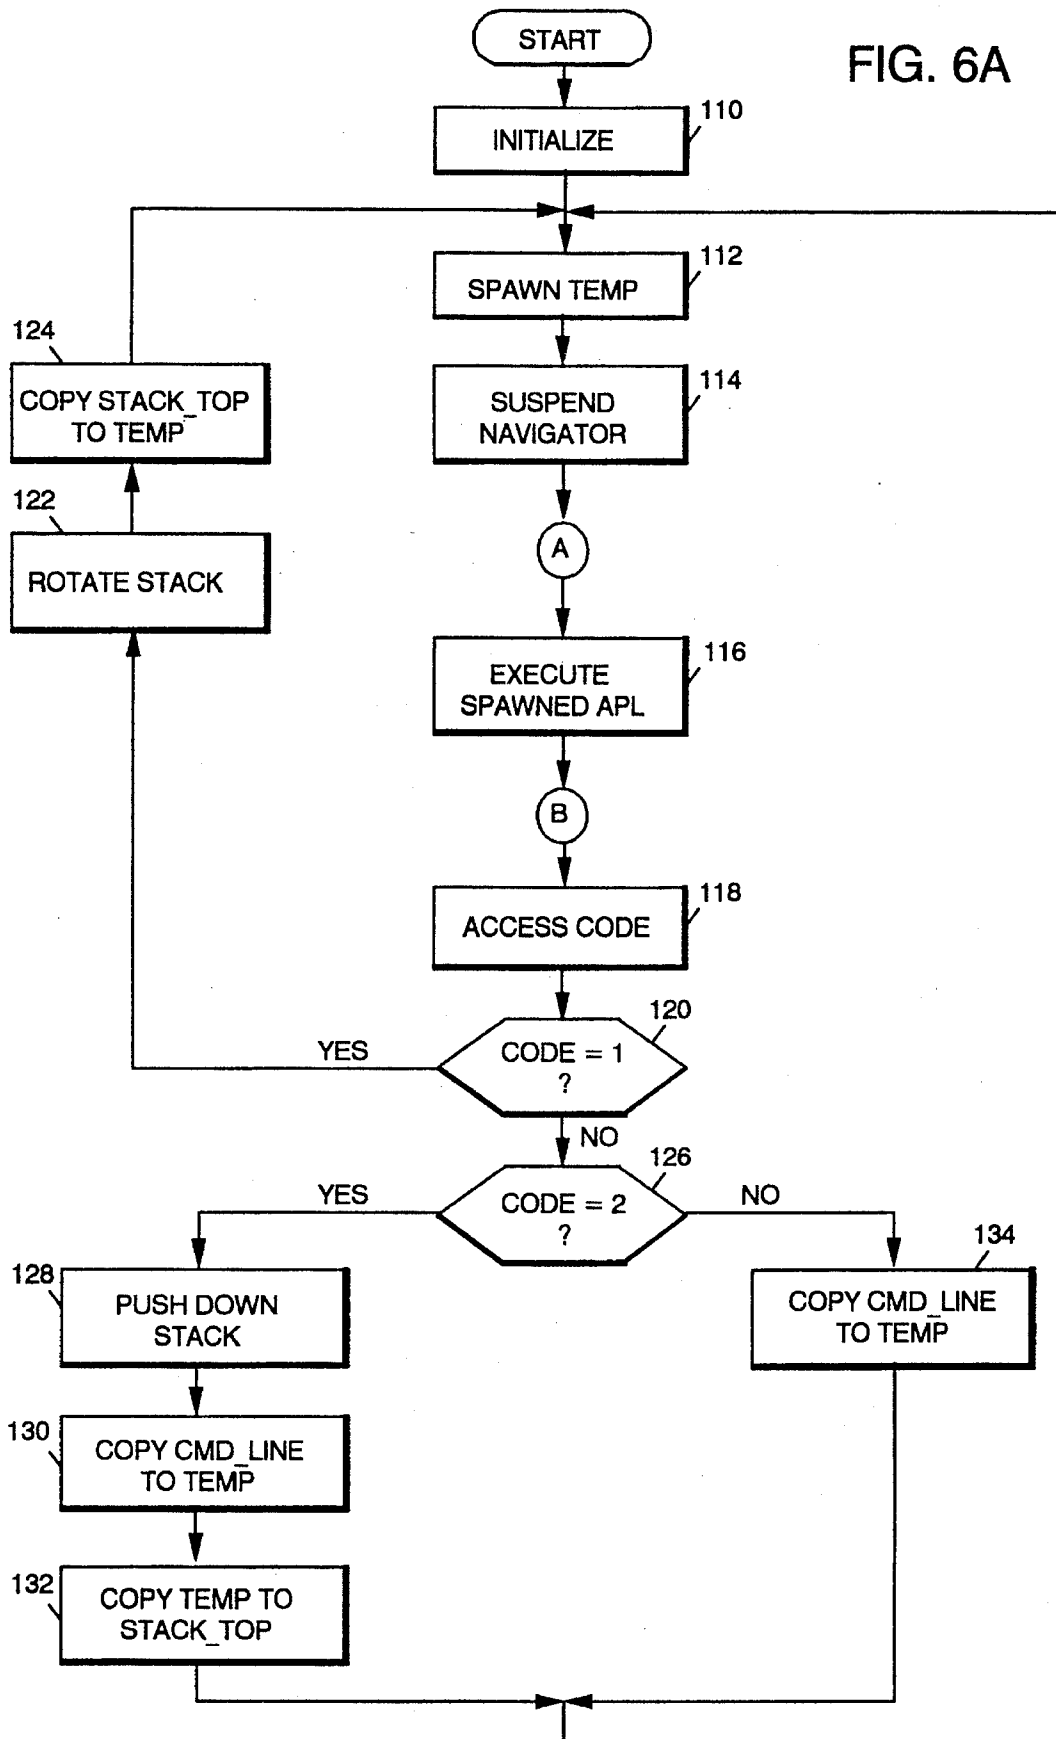 START
FIG. 6A
110
INITIALIZE
112
SPAWN TEMP
124
COPY STACK_TOP
TO TEMP
114
SUSPEND
NAVIGATOR
122
ROTATE STACK
A
116
EXECUTE
SPAWNED APL
B
118
ACCESS CODE
120
YES
CODE = 1
?
NO
126
YES
CODE = 2
?
NO
128
PUSH DOWN
STACK
134
COPY CMD_LINE
TO TEMP
130
COPY CMD_LINE
TO TEMP
132
COPY TEMP TO
STACK_TOP